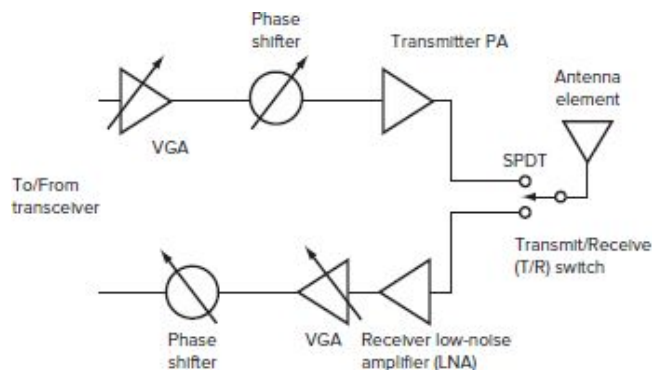 Phase
shifter
Transmitter PA
Antenna
element
VGA
SPDT
To/From
transceiver
Transmit/Receive
(T/R) switch
Phase
shifter
VGA
Receiver low-noise
amplifier (LNA)